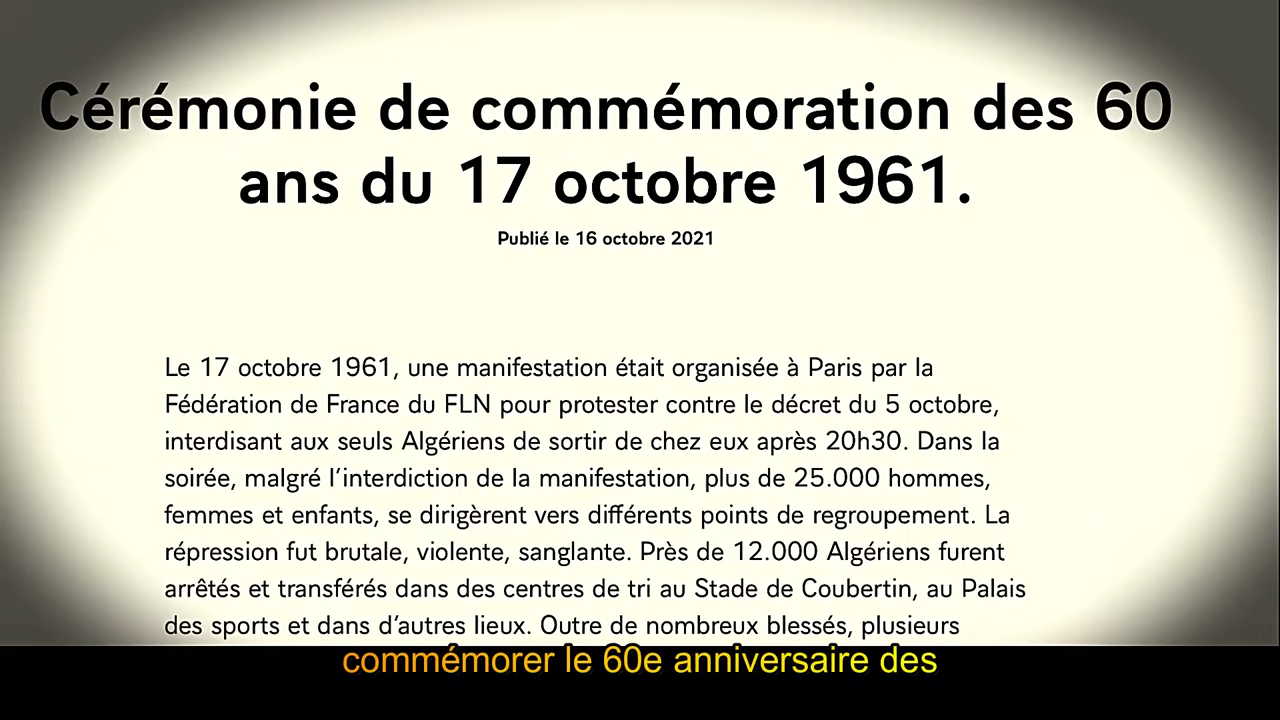 Cérémonie de commémoration des 60
ans du 17 octobre 1961.
Publié le 16 octobre 2021
Le 17 octobre 1961, une manifestation était organisée à Paris par la
Fédération de France du FLN pour protester contre le décret du 5 octobre,
interdisant aux seuls Algériens de sortir de chez eux après 20h30. Dans la
soirée, malgré l’interdiction de la manifestation, plus de 25.000 hommes,
femmes et enfants, se dirigèrent vers différents points de regroupement. La
répression fut brutale, violente, sanglante. Près de 12.000 Algériens furent
arrêtés et transférés dans des centres de tri au Stade de Coubertin, au Palais
des sports et dans d’autres lieux. Outre de nombreux blessés, plusieurs
commémorer le 60e anniversaire des